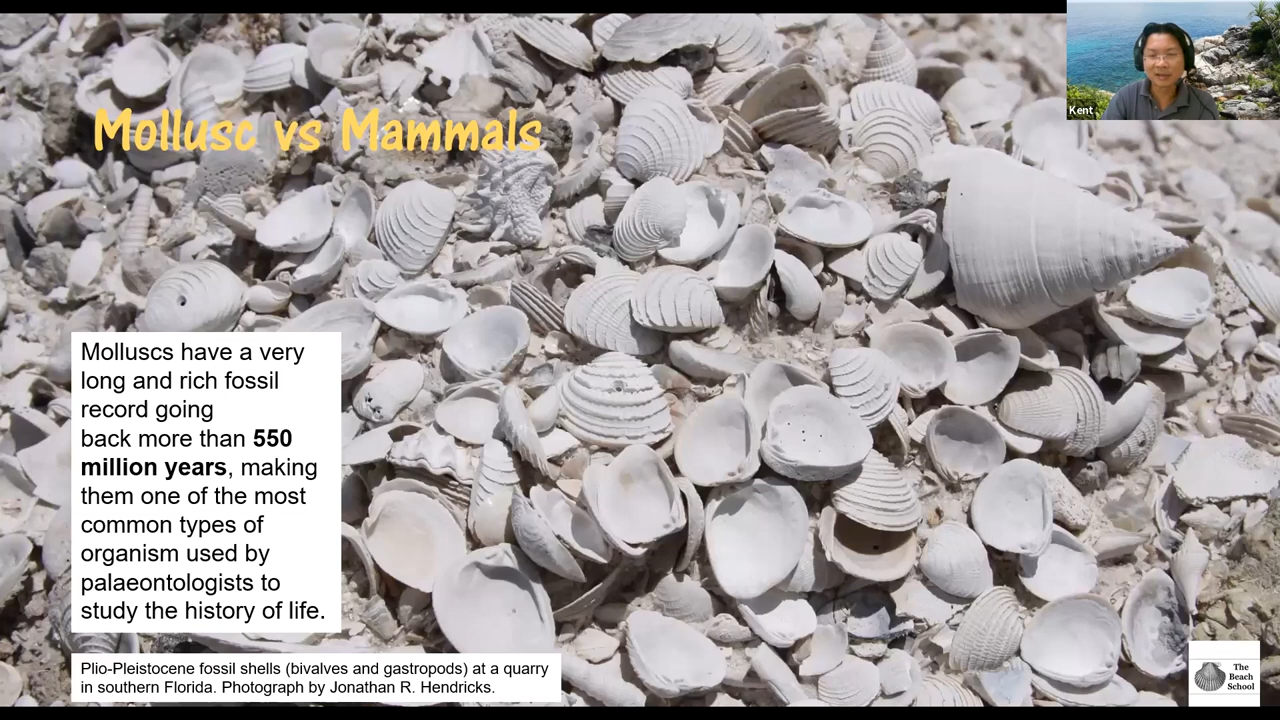 Kent
Mollusc vs Mammals
Molluscs have a very
long and rich fossil
record going
back more than 550
million years, making
them one of the most
common types of
organism used by
palaeontologists to
study the history of life.
Plio-Pleistocene fossil shells (bivalves and gastropods) at a quarry
in southern Florida. Photograph by Jonathan R. Hendricks.
The
Beach
School